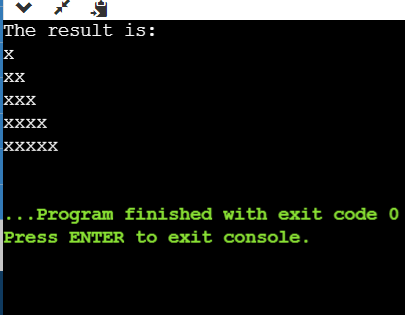 The result is:
x
xx
xxx
xxxx
xxxxx
...Program finished with exit code 0
Press ENTER to exit console.